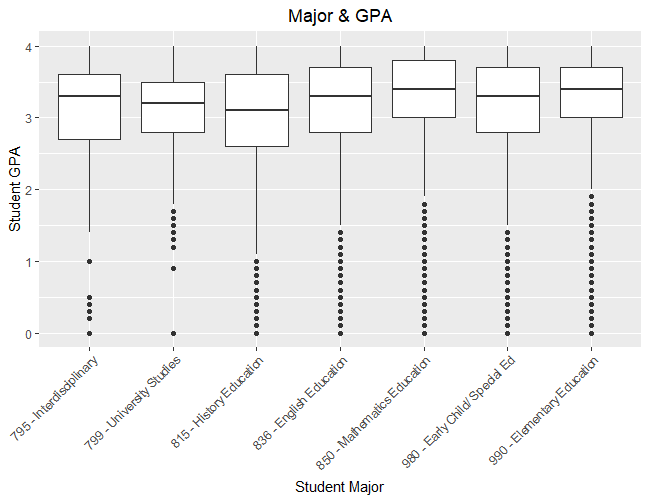 Major & GPA
Student GPA
4
3
2
1
0
795 - Interdisciplinary
799 - University Studies
815 - History Education
836 - English Education
850 - Mathematics Education
980 - Early Child/ Special Ed
990 - Elementary Education
Student Major